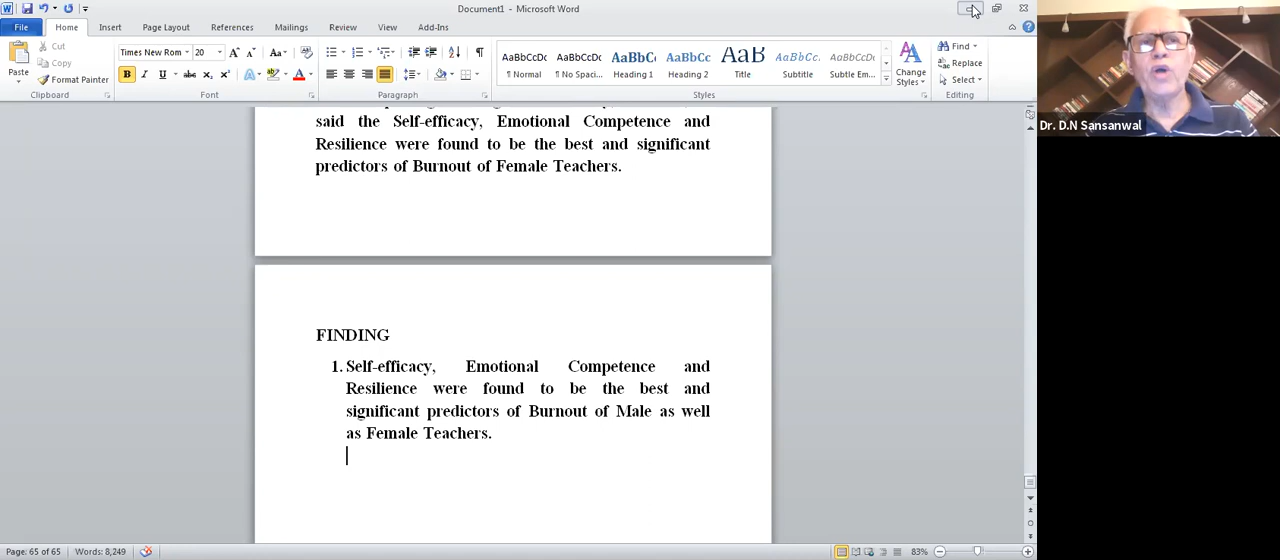 Document1 - Microsoft Word
File Home Insert Page Layout References Mailings Review View Add-Ins
Paste
Cut
Copy
Format Painter
Clipboard
Times New Rom 20
B I U abc x₂ x²
Font
Paragraph
AaBbCcDc AaBbCcDc AaBbCc AaBbCc AaB AaBbCcL AaBbCcDc
¶ Normal ¶ No Spaci... Heading 1 Heading 2 Title Subtitle Subtle Em...
Styles
Change Styles
Find
Replace
Select
Editing
Dr. D.N Sansanwal
said the Self-efficacy, Emotional Competence and
Resilience were found to be the best and significant
predictors of Burnout of Female Teachers.
FINDING
1. Self-efficacy, Emotional Competence and
Resilience were found to be the best and
significant predictors of Burnout of Male as well
as Female Teachers.
Page: 65 of 65 Words: 8,249 83%